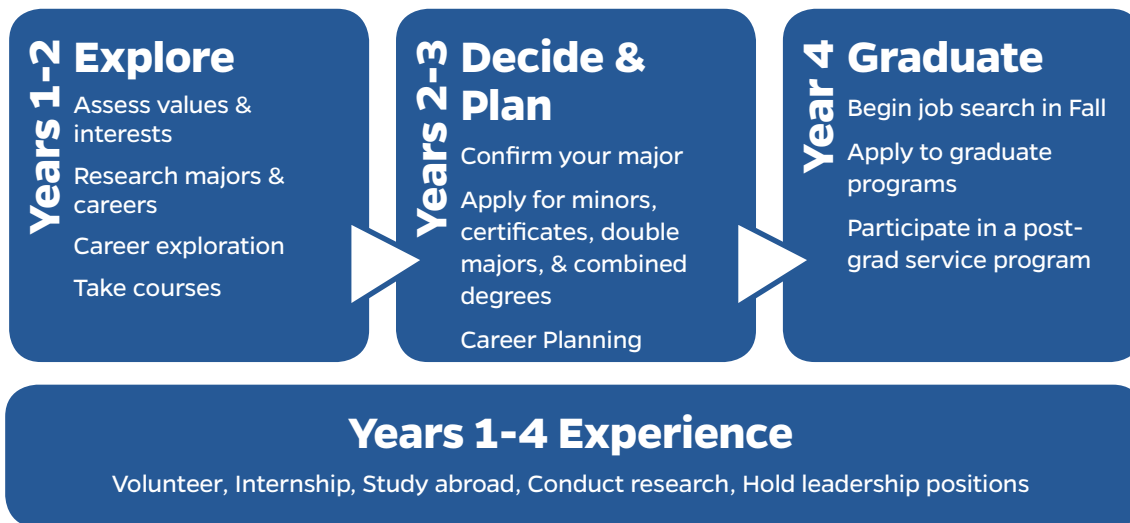 Years 1-2
Explore
Assess values &
interests
Research majors &
careers
Career exploration
Take courses
Years 2-3
Decide &
Plan
Confirm your major
Apply for minors,
certificates, double
majors, & combined
degrees
Career Planning
Year 4
Graduate
Begin job search in Fall
Apply to graduate
programs
Participate in a post-
grad service program
Years 1-4 Experience
Volunteer, Internship, Study abroad, Conduct research, Hold leadership positions